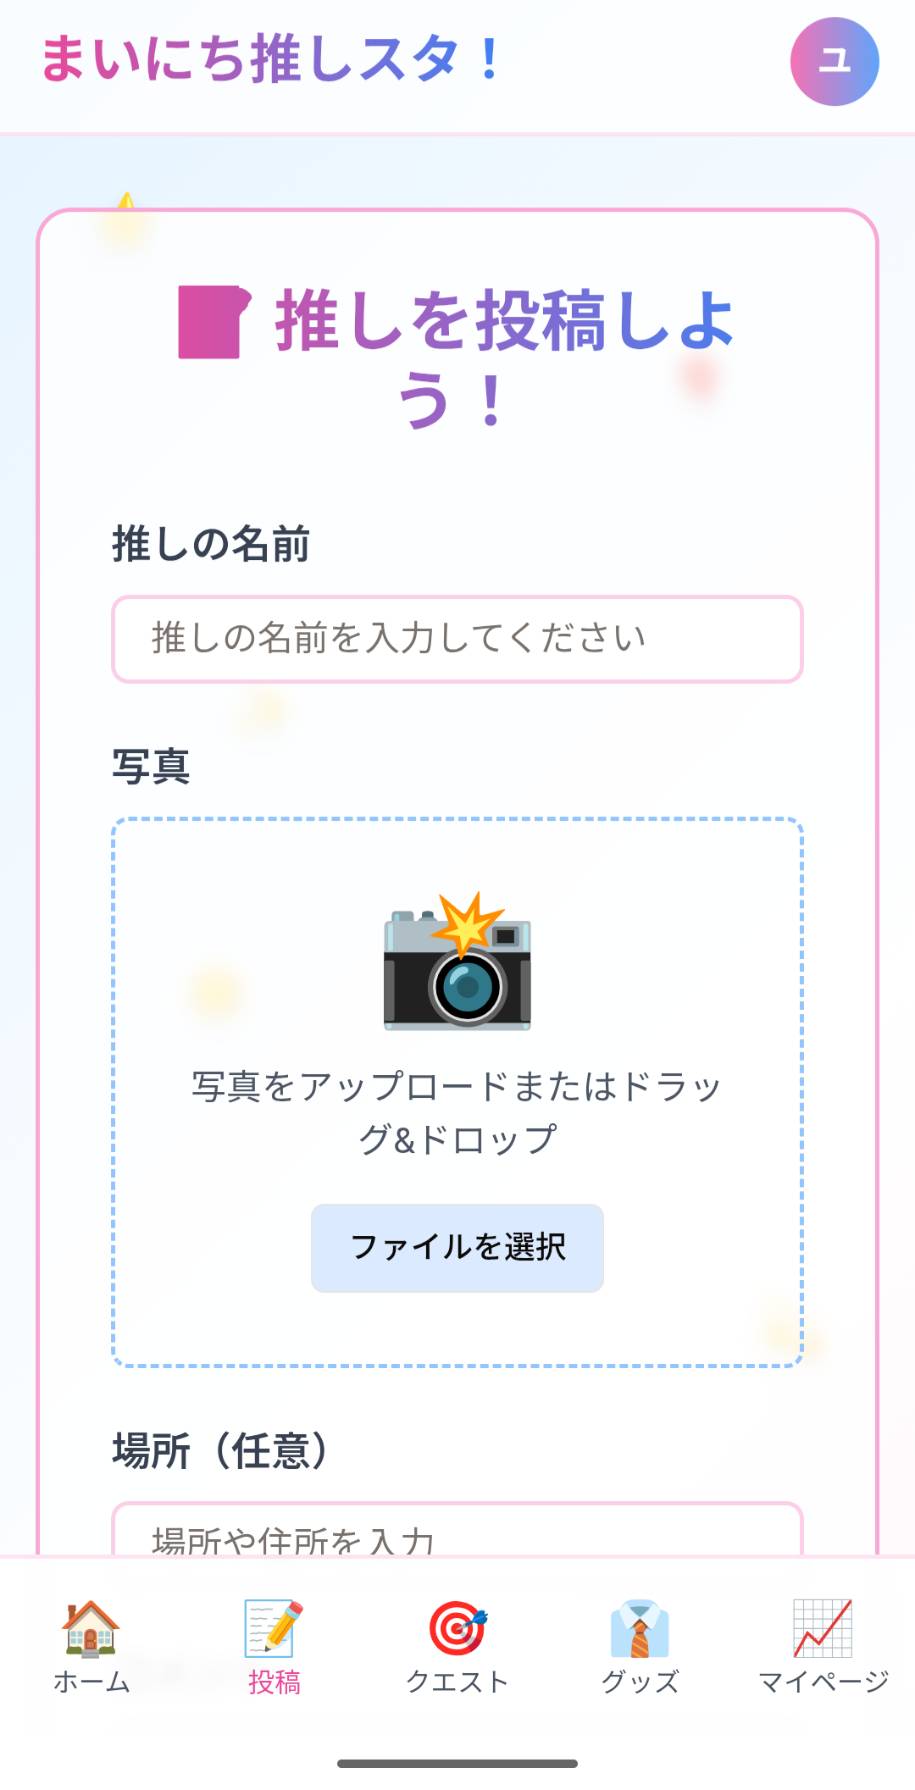 まいにち推しスタ！
ユ
推しを投稿しよ
う！
推しの名前
推しの名前を入力してください
写真
写真をアップロードまたはドラッ
グ&ドロップ
ファイルを選択
場所（任意）
場所や住所を入力
ホーム
投稿
クエスト
グッズ
マイページ